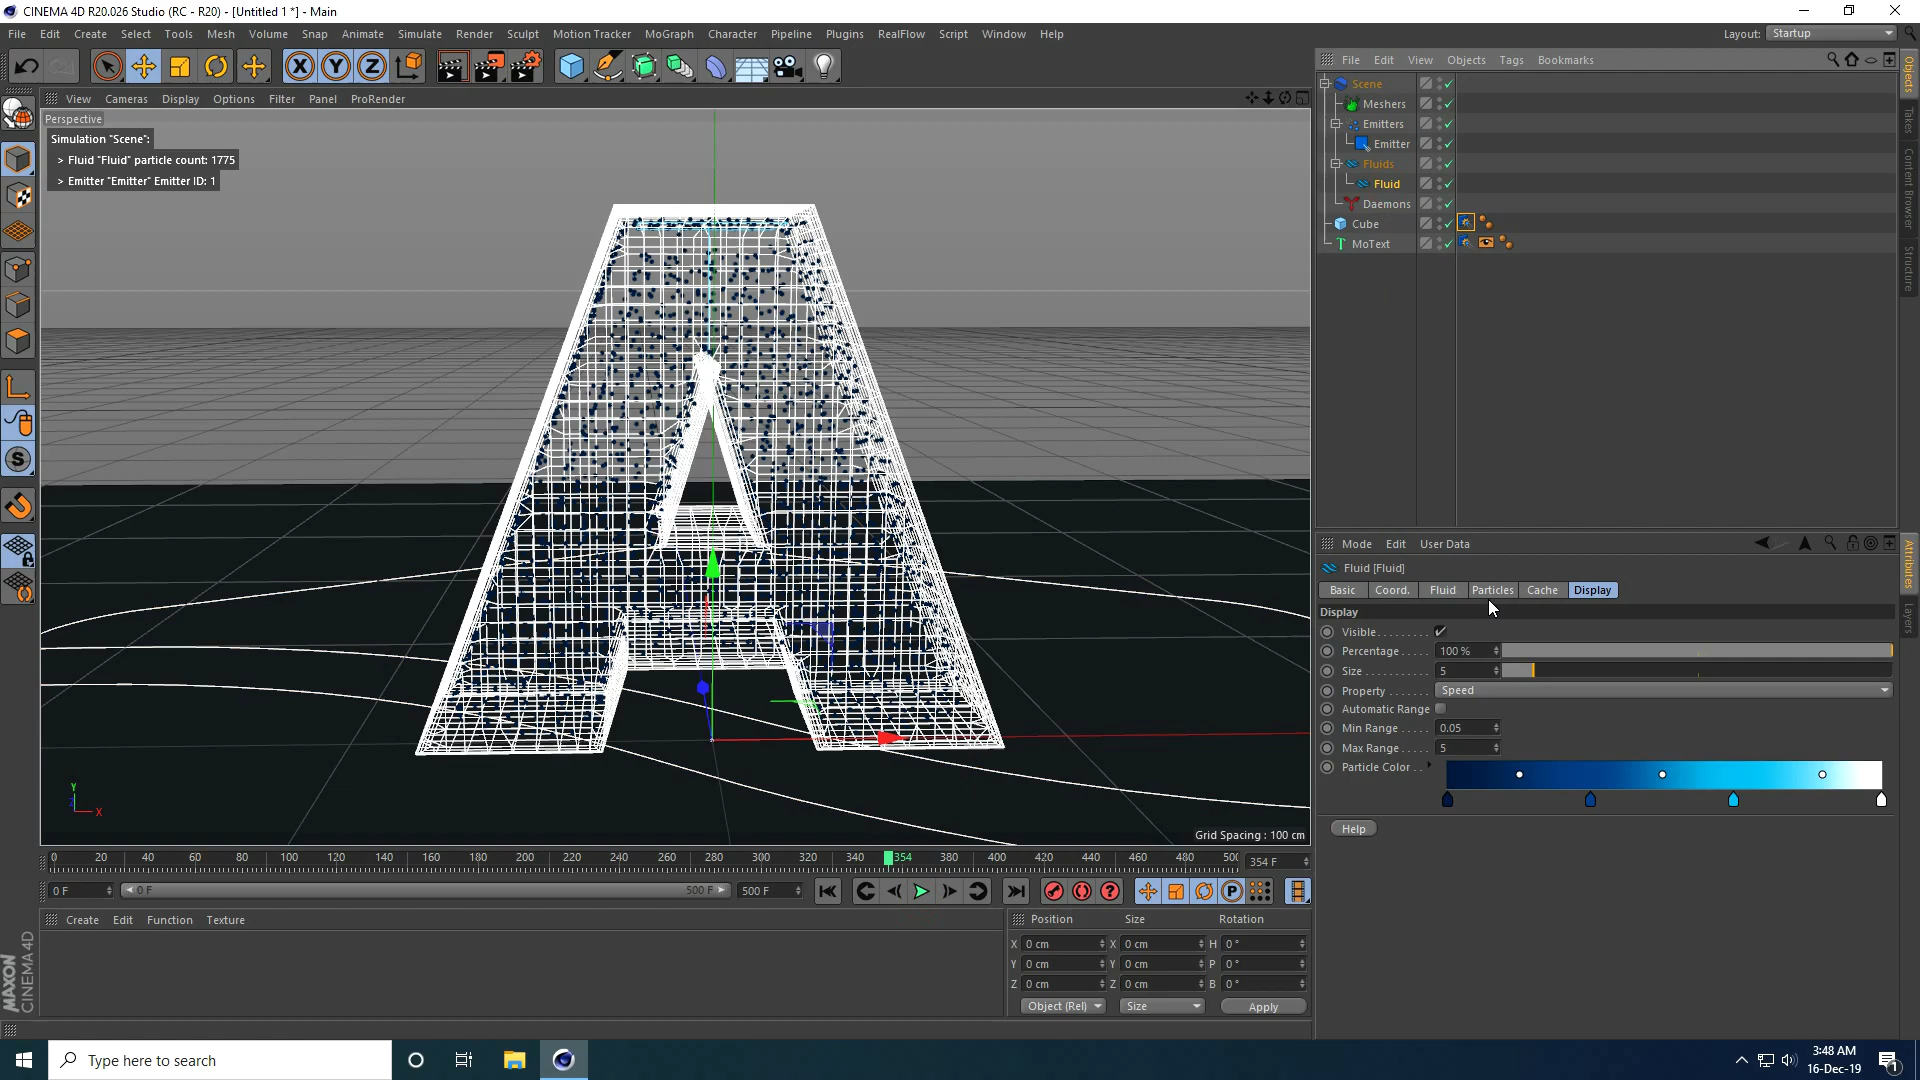 CINEMA 4D R20.026 Studio (RC - R20) - [Untitled 1 *] - Main
File Edit Create Select Tools Mesh Volume Snap Animate Simulate Render Sculpt Motion Tracker MoGraph Character Pipeline Plugins RealFlow Script Window Help
Layout: Startup
X Y Z
File Edit View Objects Tags Bookmarks
View Cameras Display Options Filter Panel ProRender
Perspective
Simulation "Scene":
> Fluid "Fluid" particle count: 1775
> Emitter "Emitter" Emitter ID: 1
Scene
Meshers
Emitters
Emitter
Fluids
Fluid
Daemons
Cube
MoText
Objects
Takes
Content Browser
Structure
Mode Edit User Data
Fluid [Fluid]
Basic Coord. Fluid Particles Cache Display
Display
Visible
Percentage 100 %
Size 5
Property Speed
Automatic Range
Min Range 0.05
Max Range 5
Particle Color
Help
Attributes
Layers
S
Y
Z
X
Grid Spacing : 100 cm
0 20 40 60 80 100 120 140 160 180 200 220 240 260 280 300 320 340 354 380 400 420 440 460 480 500
354 F
0 F 0 F 500 F 500 F
P
Create Edit Function Texture
Position Size Rotation
X 0 cm X 0 cm H 0 °
Y 0 cm Y 0 cm P 0 °
Z 0 cm Z 0 cm B 0 °
Object (Rel) Size Apply
MAXON
CINEMA 4D
Type here to search
3:48 AM
16-Dec-19
1